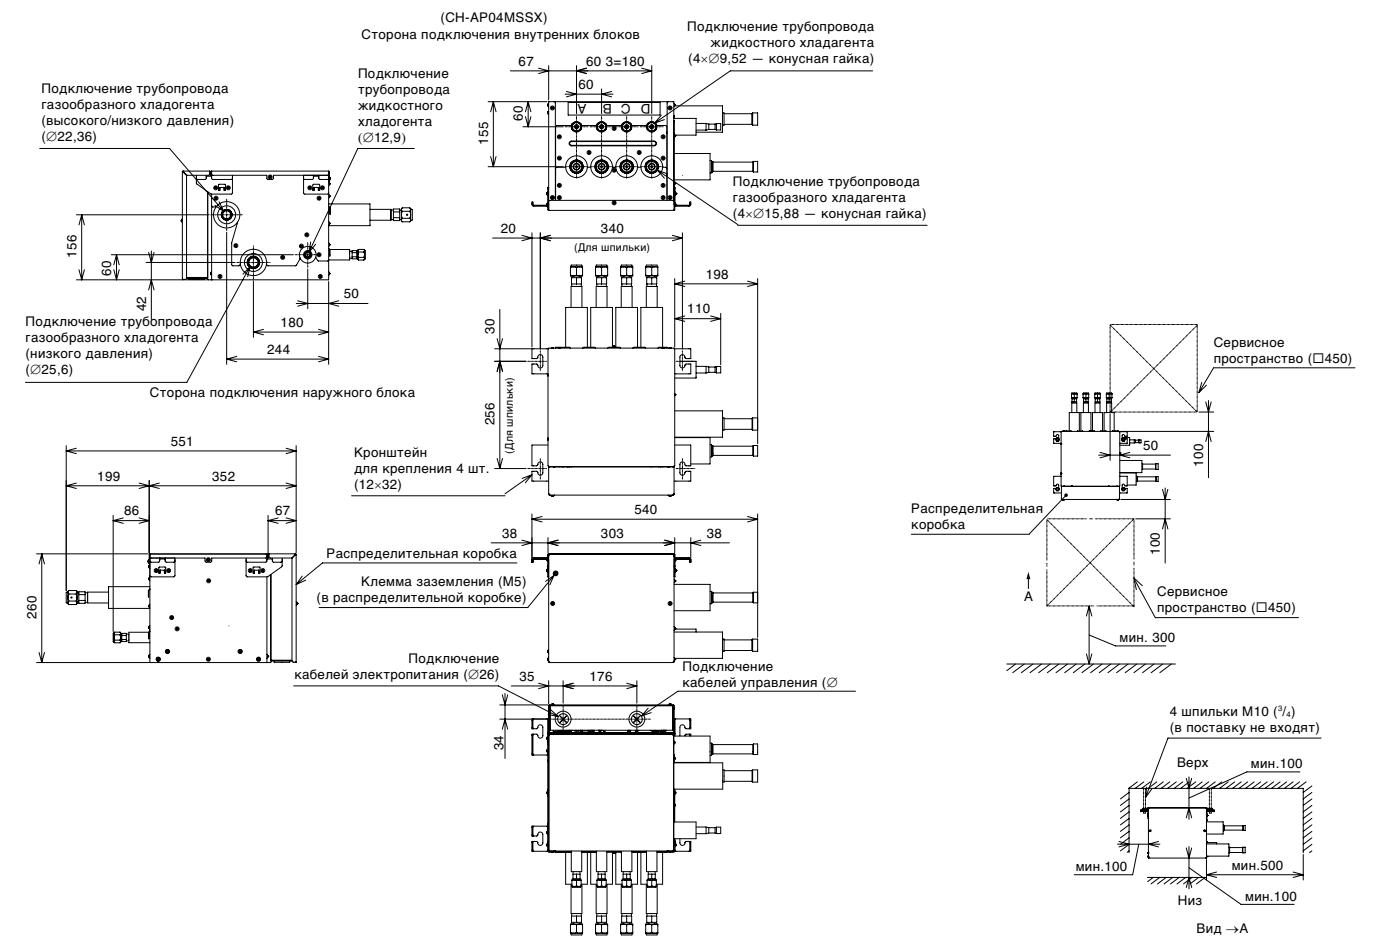 (CH-AP04MSSX)
Сторона подключения внутренних блоков
Подключение трубопровода
жидкостного хладагента
(4×∅9,52 — конусная гайка)
Подключение
трубопровода
жидкостного
хладогента
(∅12,9)
Подключение трубопровода
газообразного хладогента
(высокого/низкого давления)
(∅22,36)
67
60 3=180
60
60
155
A B C D
Подключение трубопровода
газообразного хладагента
(4×∅15,88 — конусная гайка)
156
60
42
50
180
244
Подключение трубопровода
газообразного хладогента
(низкого давления)
(∅25,6)
Сторона подключения наружного блока
20
340
(Для шпильки)
198
110
30
256
(Для шпильки)
Кронштейн
для крепления 4 шт.
(12×32)
Сервисное
пространство (□450)
50
100
Распределительная
коробка
100
А
Сервисное
пространство (□450)
мин. 300
551
199
352
86
67
260
Распределительная коробка
Клемма заземления (М5)
(в распределительной коробке)
540
38
303
38
Подключение
кабелей электропитания (∅26)
35
176
34
Подключение
кабелей управления (∅
4 шпильки М10 (³/₄)
(в поставку не входят)
Верх
мин.100
мин.100
мин.500
мин.100
Низ
Вид →А